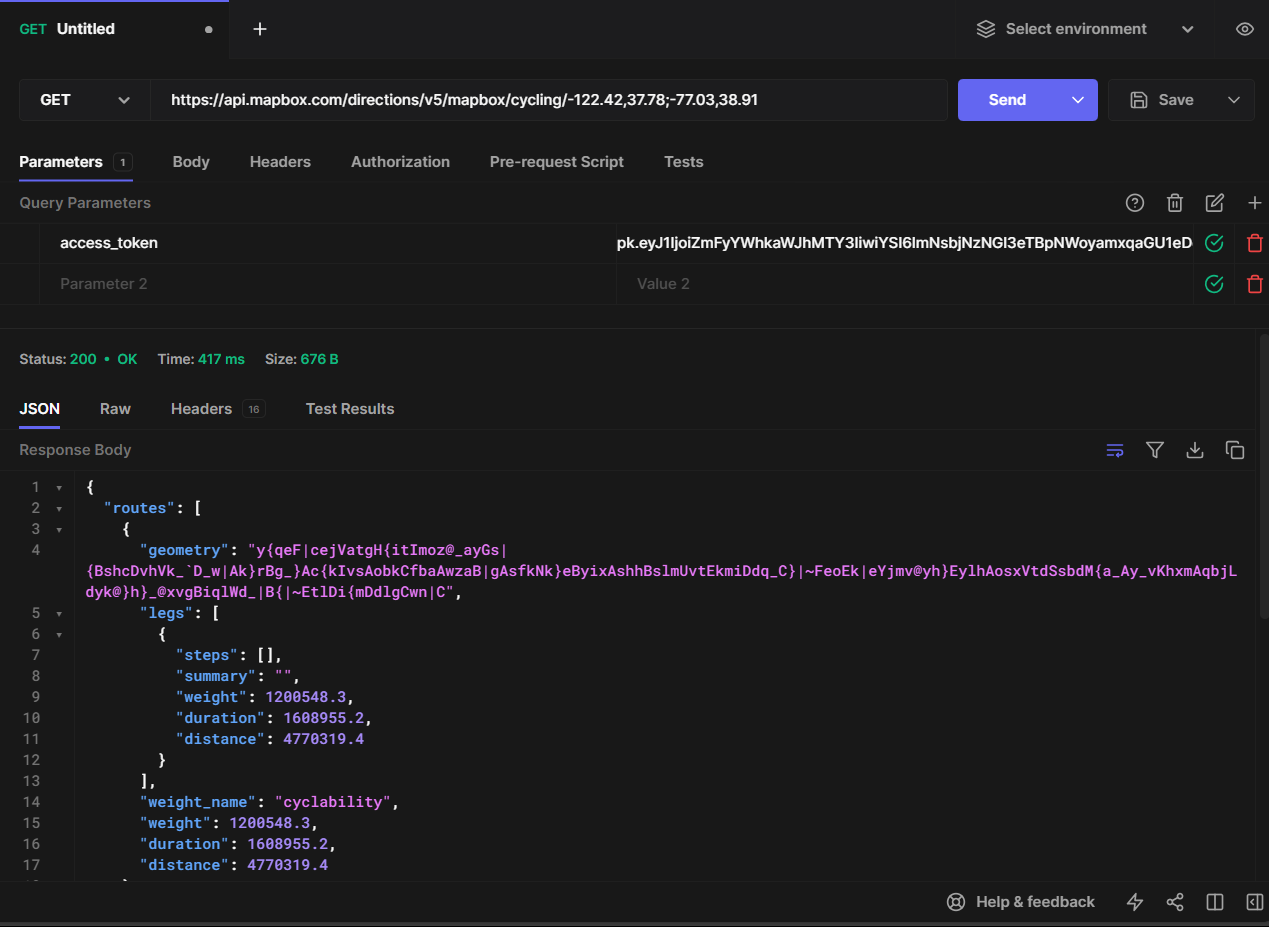 GET Untitled
Select environment
GET
https://api.mapbox.com/directions/v5/mapbox/cycling/-122.42,37.78;-77.03,38.91
Send
Save
Parameters 1
Body
Headers
Authorization
Pre-request Script
Tests
Query Parameters
access_token
pk.eyJ1IjoiZmFyYWhkaWJhMTY3IiwiYSI6ImNsbjNzNGl3eTBpNWoyamxqaGU1eD
Parameter 2
Value 2
Status: 200 • OK Time: 417 ms Size: 676 B
JSON
Raw
Headers 16
Test Results
Response Body
1 {
2 "routes": [
3 {
4 "geometry": "y{qeF|cejVatgH{itImoz@_ayGs|
{BshcDvhVk_`D_w|Ak}rBg_}Ac{kIvsAobkCfbaAwzaB|gAsfkNk}eByixAshhBslmUvtEkmiDdq_C}|~FeoEk|eYjmv@yh}EylhAosxVtdSsbdM{a_Ay_vKhxmAqbjL
dyk@}h}_@xvgBiqlWd_|B{|~EtlDi{mDdlgCwn|C",
5 "legs": [
6 {
7 "steps": [],
8 "summary": "",
9 "weight": 1200548.3,
10 "duration": 1608955.2,
11 "distance": 4770319.4
12 }
13 ],
14 "weight_name": "cyclability",
15 "weight": 1200548.3,
16 "duration": 1608955.2,
17 "distance": 4770319.4
Help & feedback